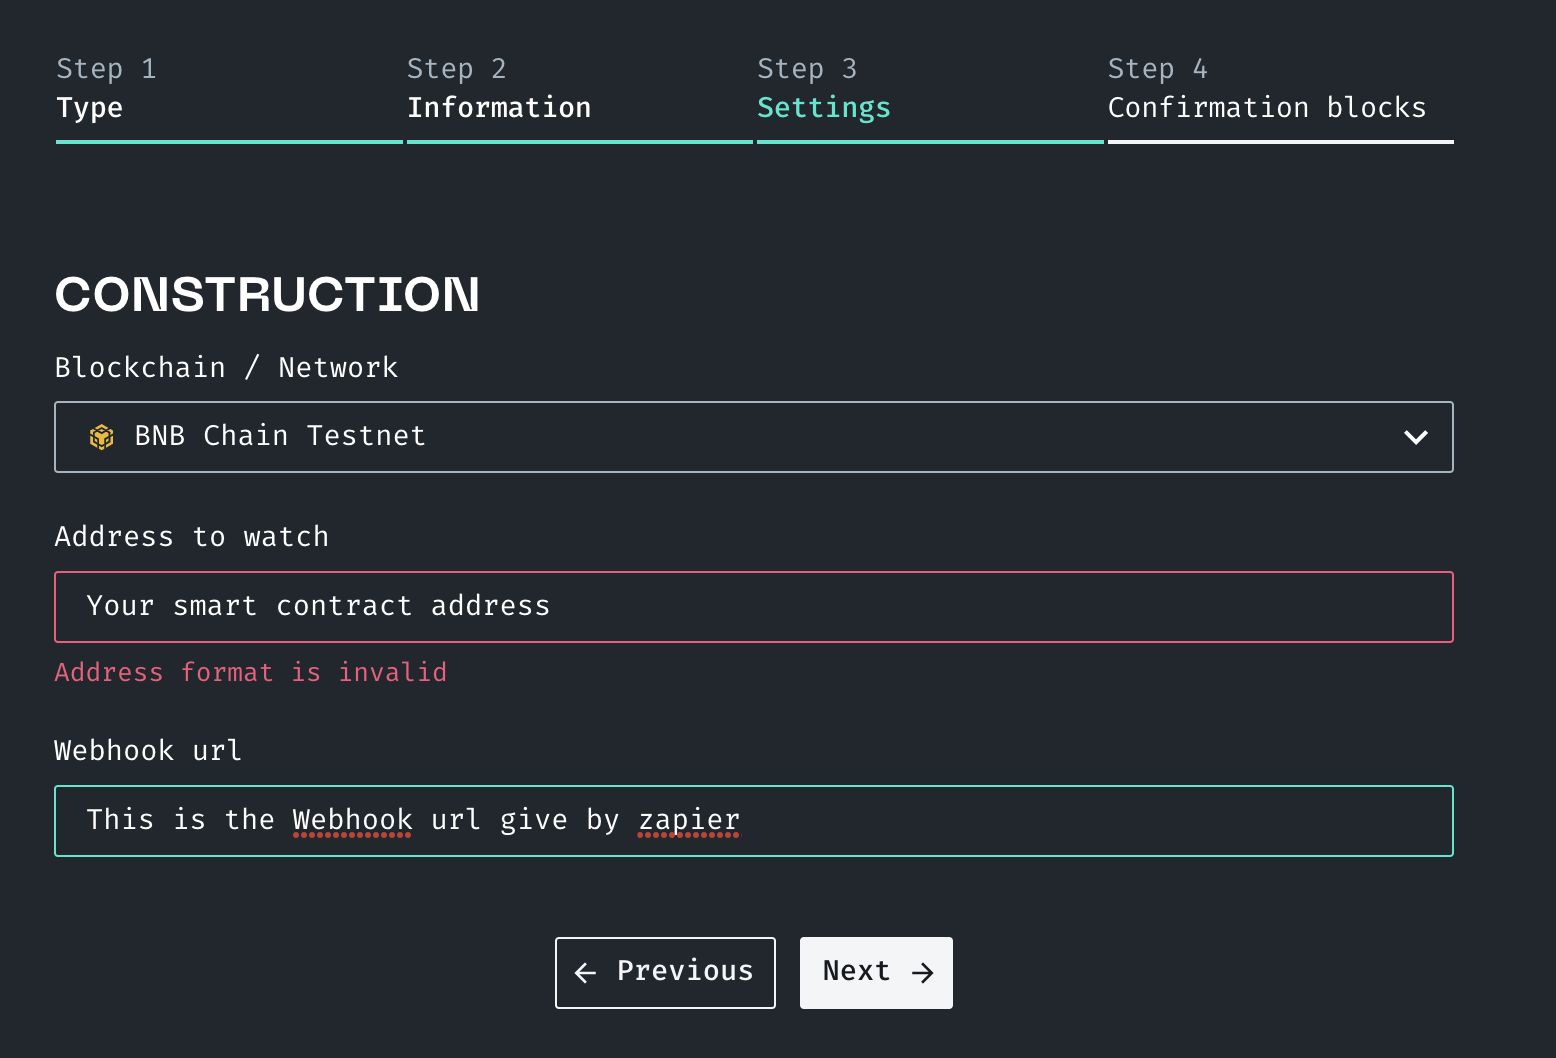 Step 1
Type
Step 2
Information
Step 3
Settings
Step 4
Confirmation blocks
CONSTRUCTION
Blockchain / Network
BNB Chain Testnet
Address to watch
Your smart contract address
Address format is invalid
Webhook url
This is the Webhook url give by zapier
← Previous
Next →